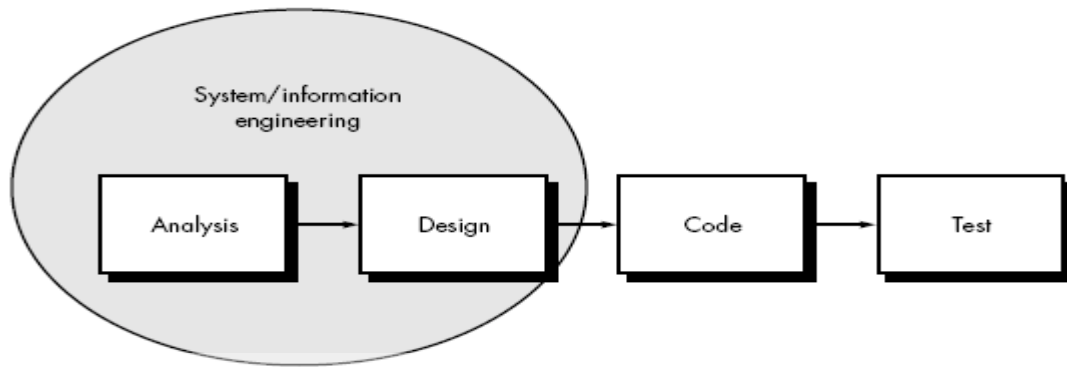 System/information
engineering
Analysis
Design
Code
Test